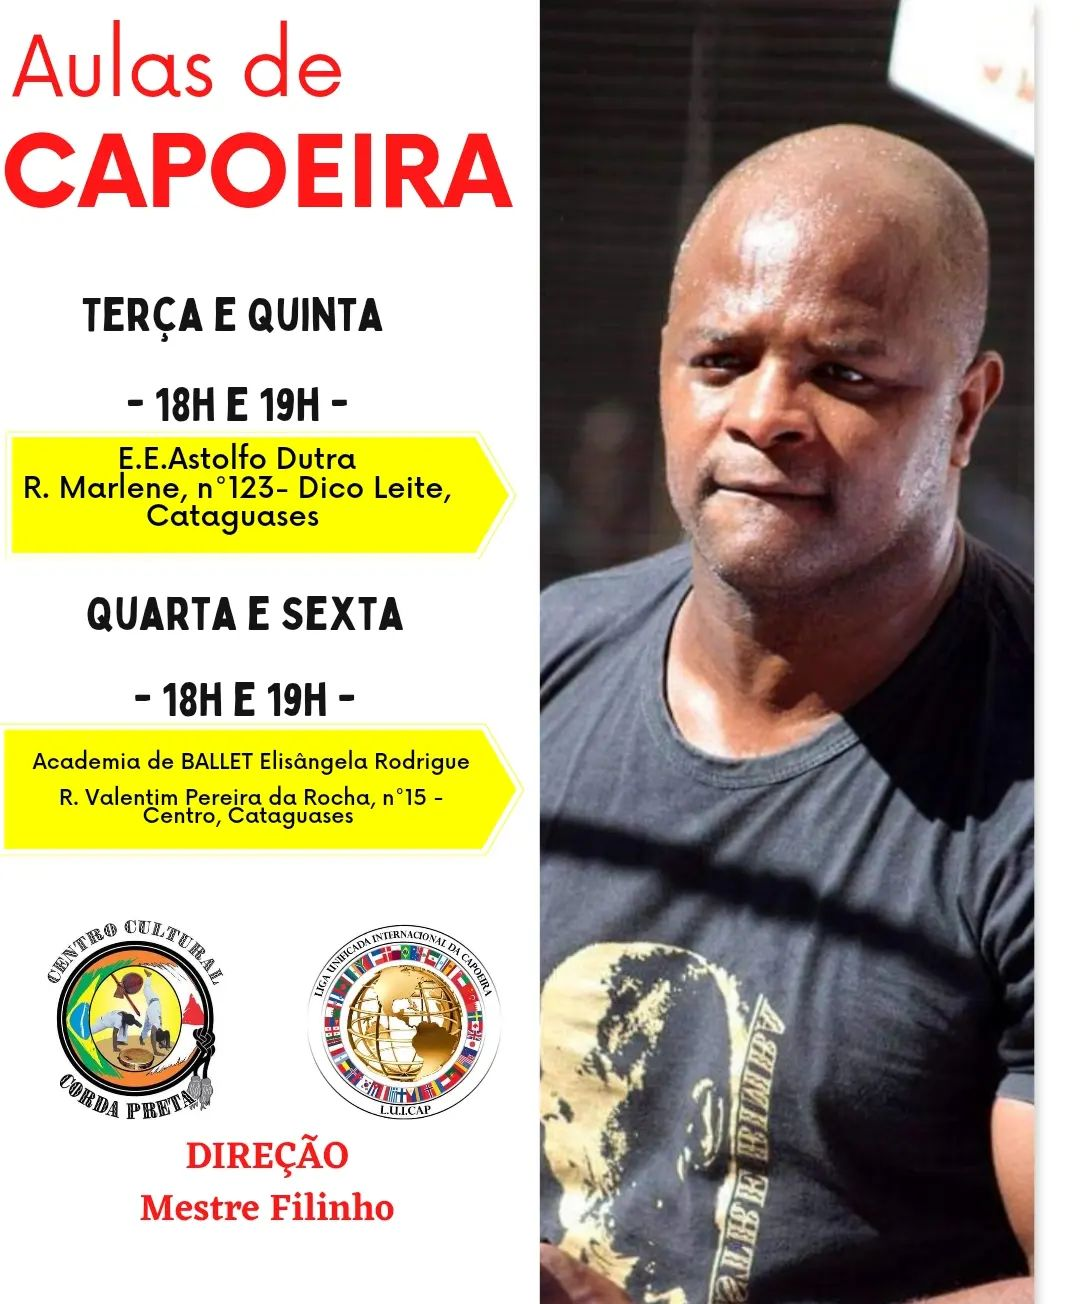 Aulas de
CAPOEIRA
TERÇA E QUINTA
- 18H E 19H -
E.E.Astolfo Dutra
R. Marlene, n°123- Dico Leite,
Cataguases
QUARTA E SEXTA
- 18H E 19H -
Academia de BALLET Elisângela Rodrigue
R. Valentim Pereira da Rocha, n°15 -
Centro, Cataguases
CENTRO CULTURAL
CORDA PRETA
LIGA UNIFICADA INTERNACIONAL DA CAPOEIRA
L.U.I.CAP
DIREÇÃO
Mestre Filinho